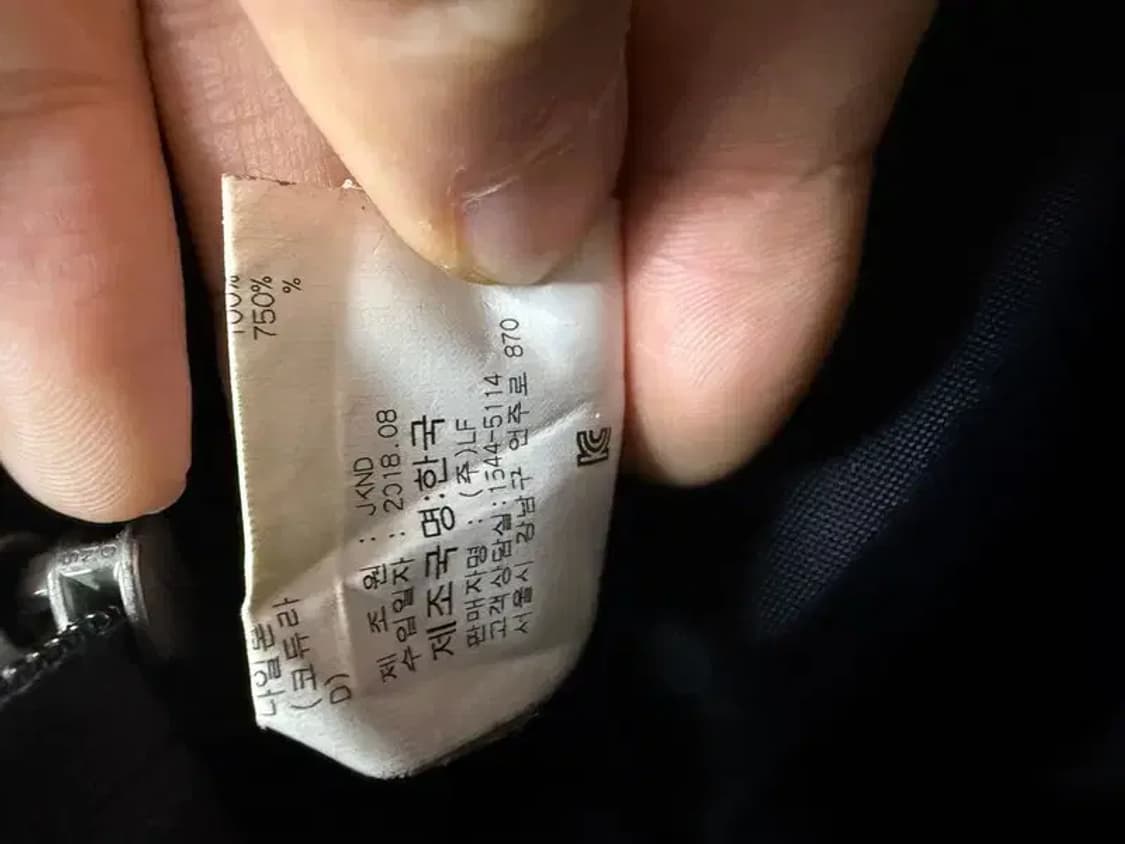 나일론 100%
(코듀라 750%
D) %
제 조 원 : JKND
수입일자 : 2018.08
제조국명:한국
판매자명 : (주)LF
고객상담실:1544-5114
서울시 강남구 언주로 870